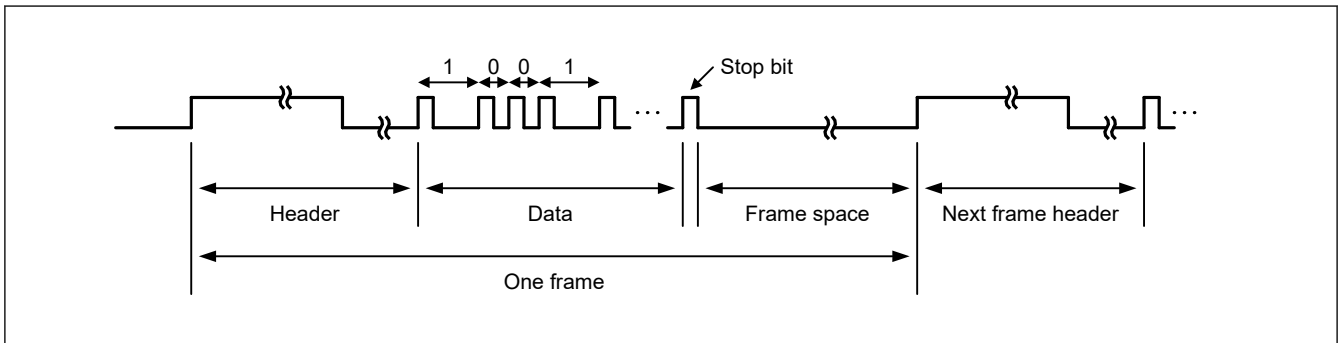 1 0 0 1
Stop bit
...
...
Header
Data
Frame space
Next frame header
One frame